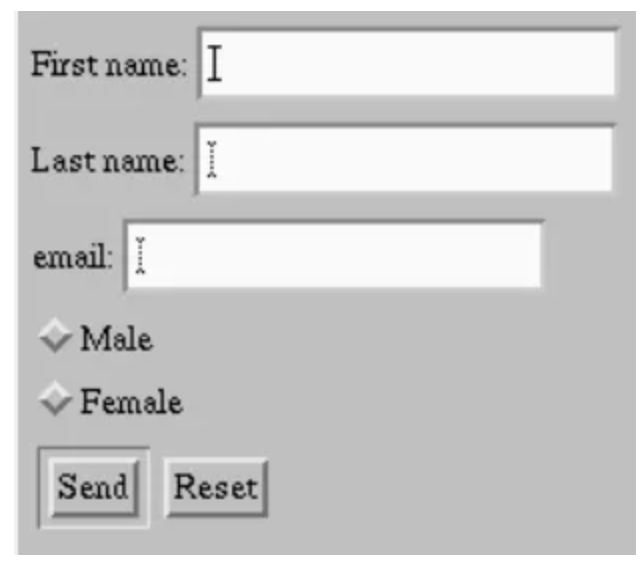 First name:
Last name:
email:
Male
Female
Send Reset